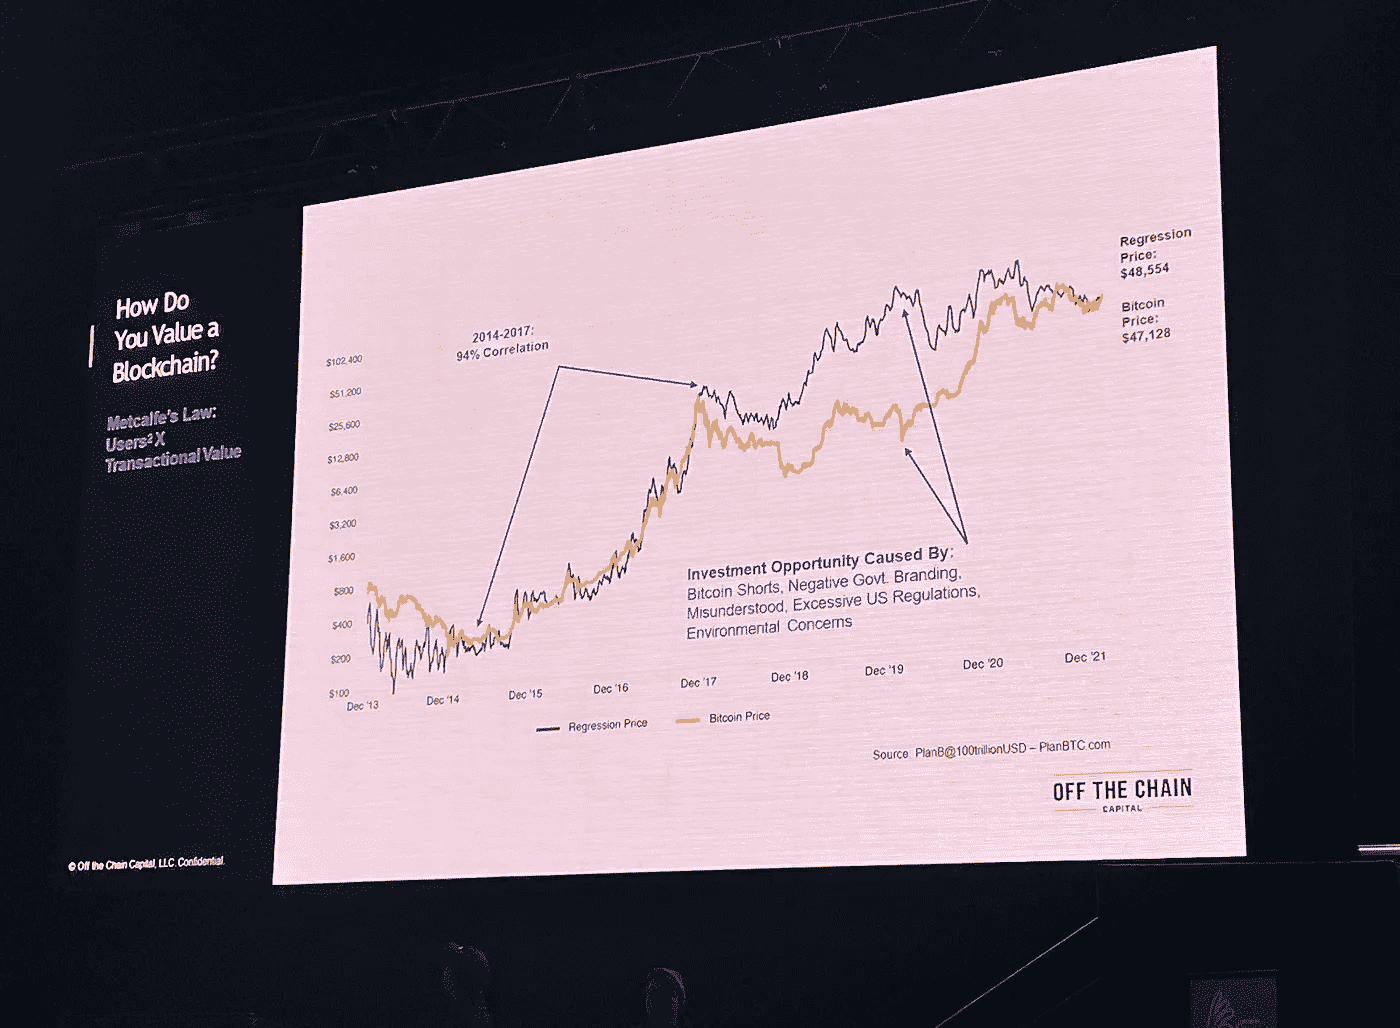 How Do
You Value a
Blockchain?
Metcalfe's Law:
Users² X
Transactional Value
© Off the Chain Capital, LLC. Confidential.
2014-2017:
94% Correlation
Regression
Price:
$48,554
Bitcoin
Price:
$47,128
$102,400
$51,200
$25,600
$12,800
$6,400
$3,200
$1,600
$800
$400
$200
$100
Investment Opportunity Caused By:
Bitcoin Shorts, Negative Govt. Branding,
Misunderstood, Excessive US Regulations,
Environmental Concerns
Dec '13
Dec '14
Dec '15
Dec '16
Dec '17
Dec '18
Dec '19
Dec '20
Dec '21
Regression Price
Bitcoin Price
Source: PlanB@100trillionUSD – PlanBTC.com
OFF THE CHAIN
CAPITAL